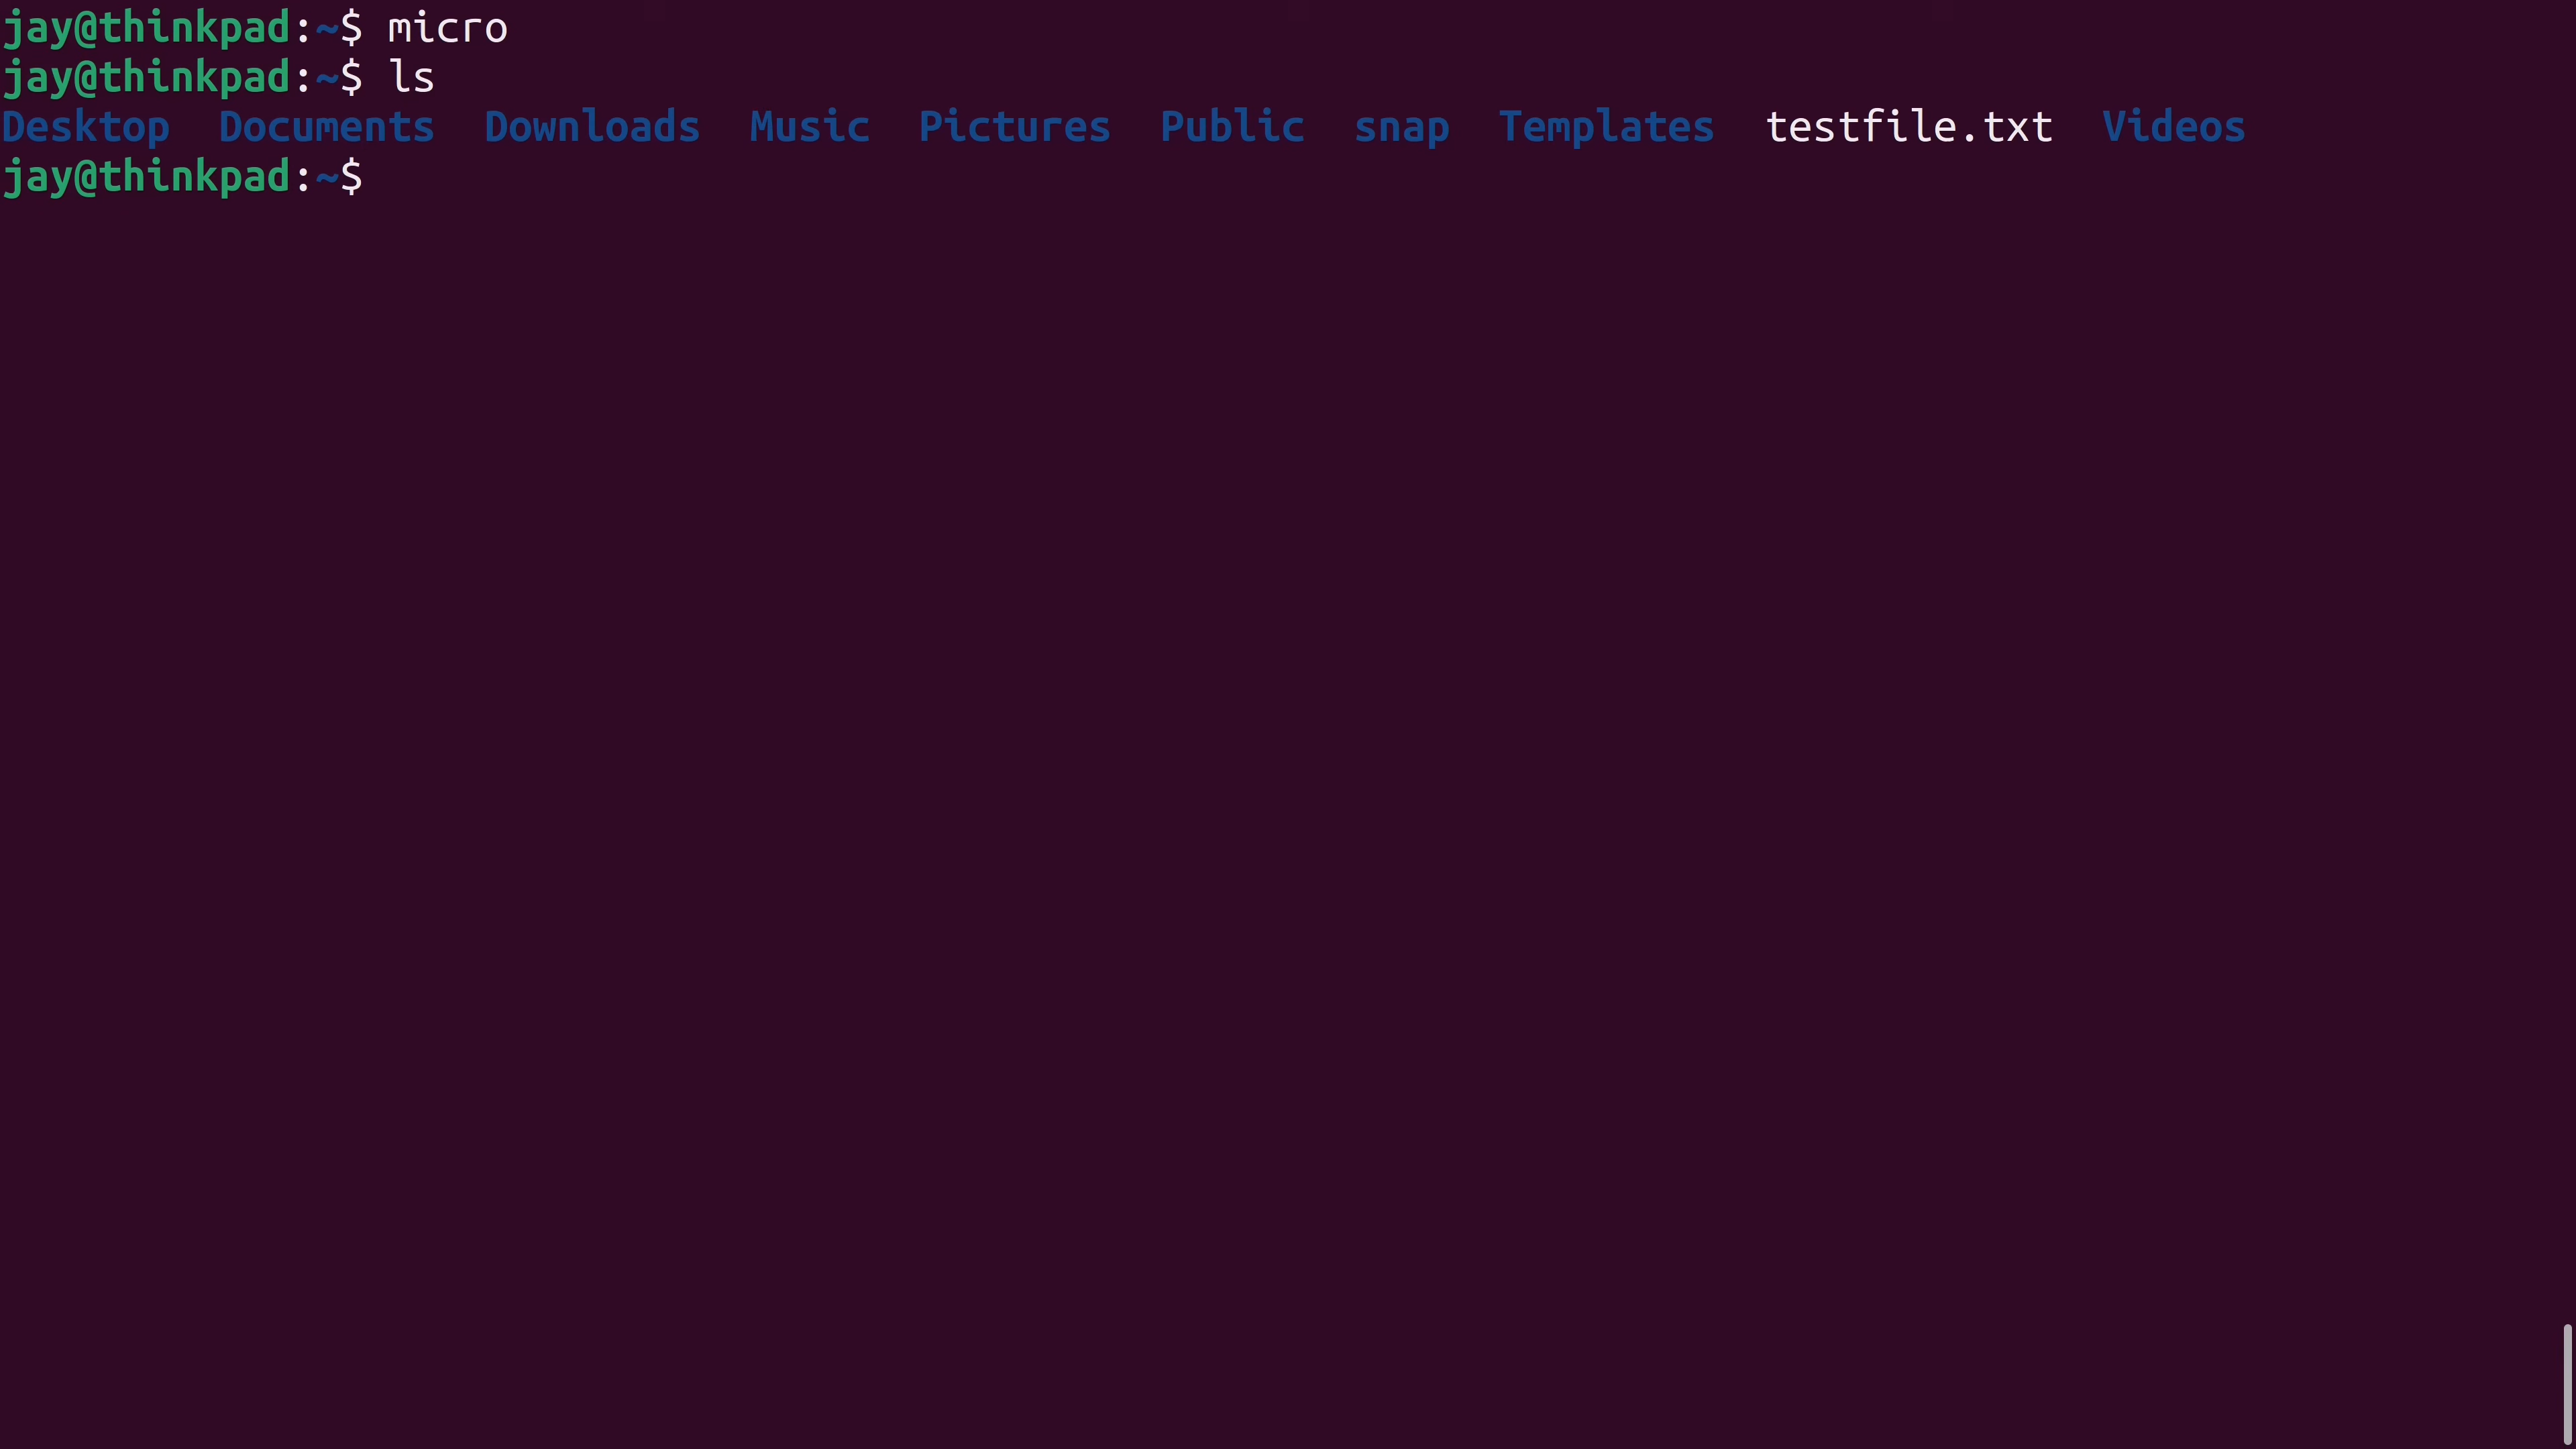 jay@thinkpad:~$ micro
jay@thinkpad:~$ ls
Desktop  Documents  Downloads  Music  Pictures  Public  snap  Templates  testfile.txt  Videos
jay@thinkpad:~$